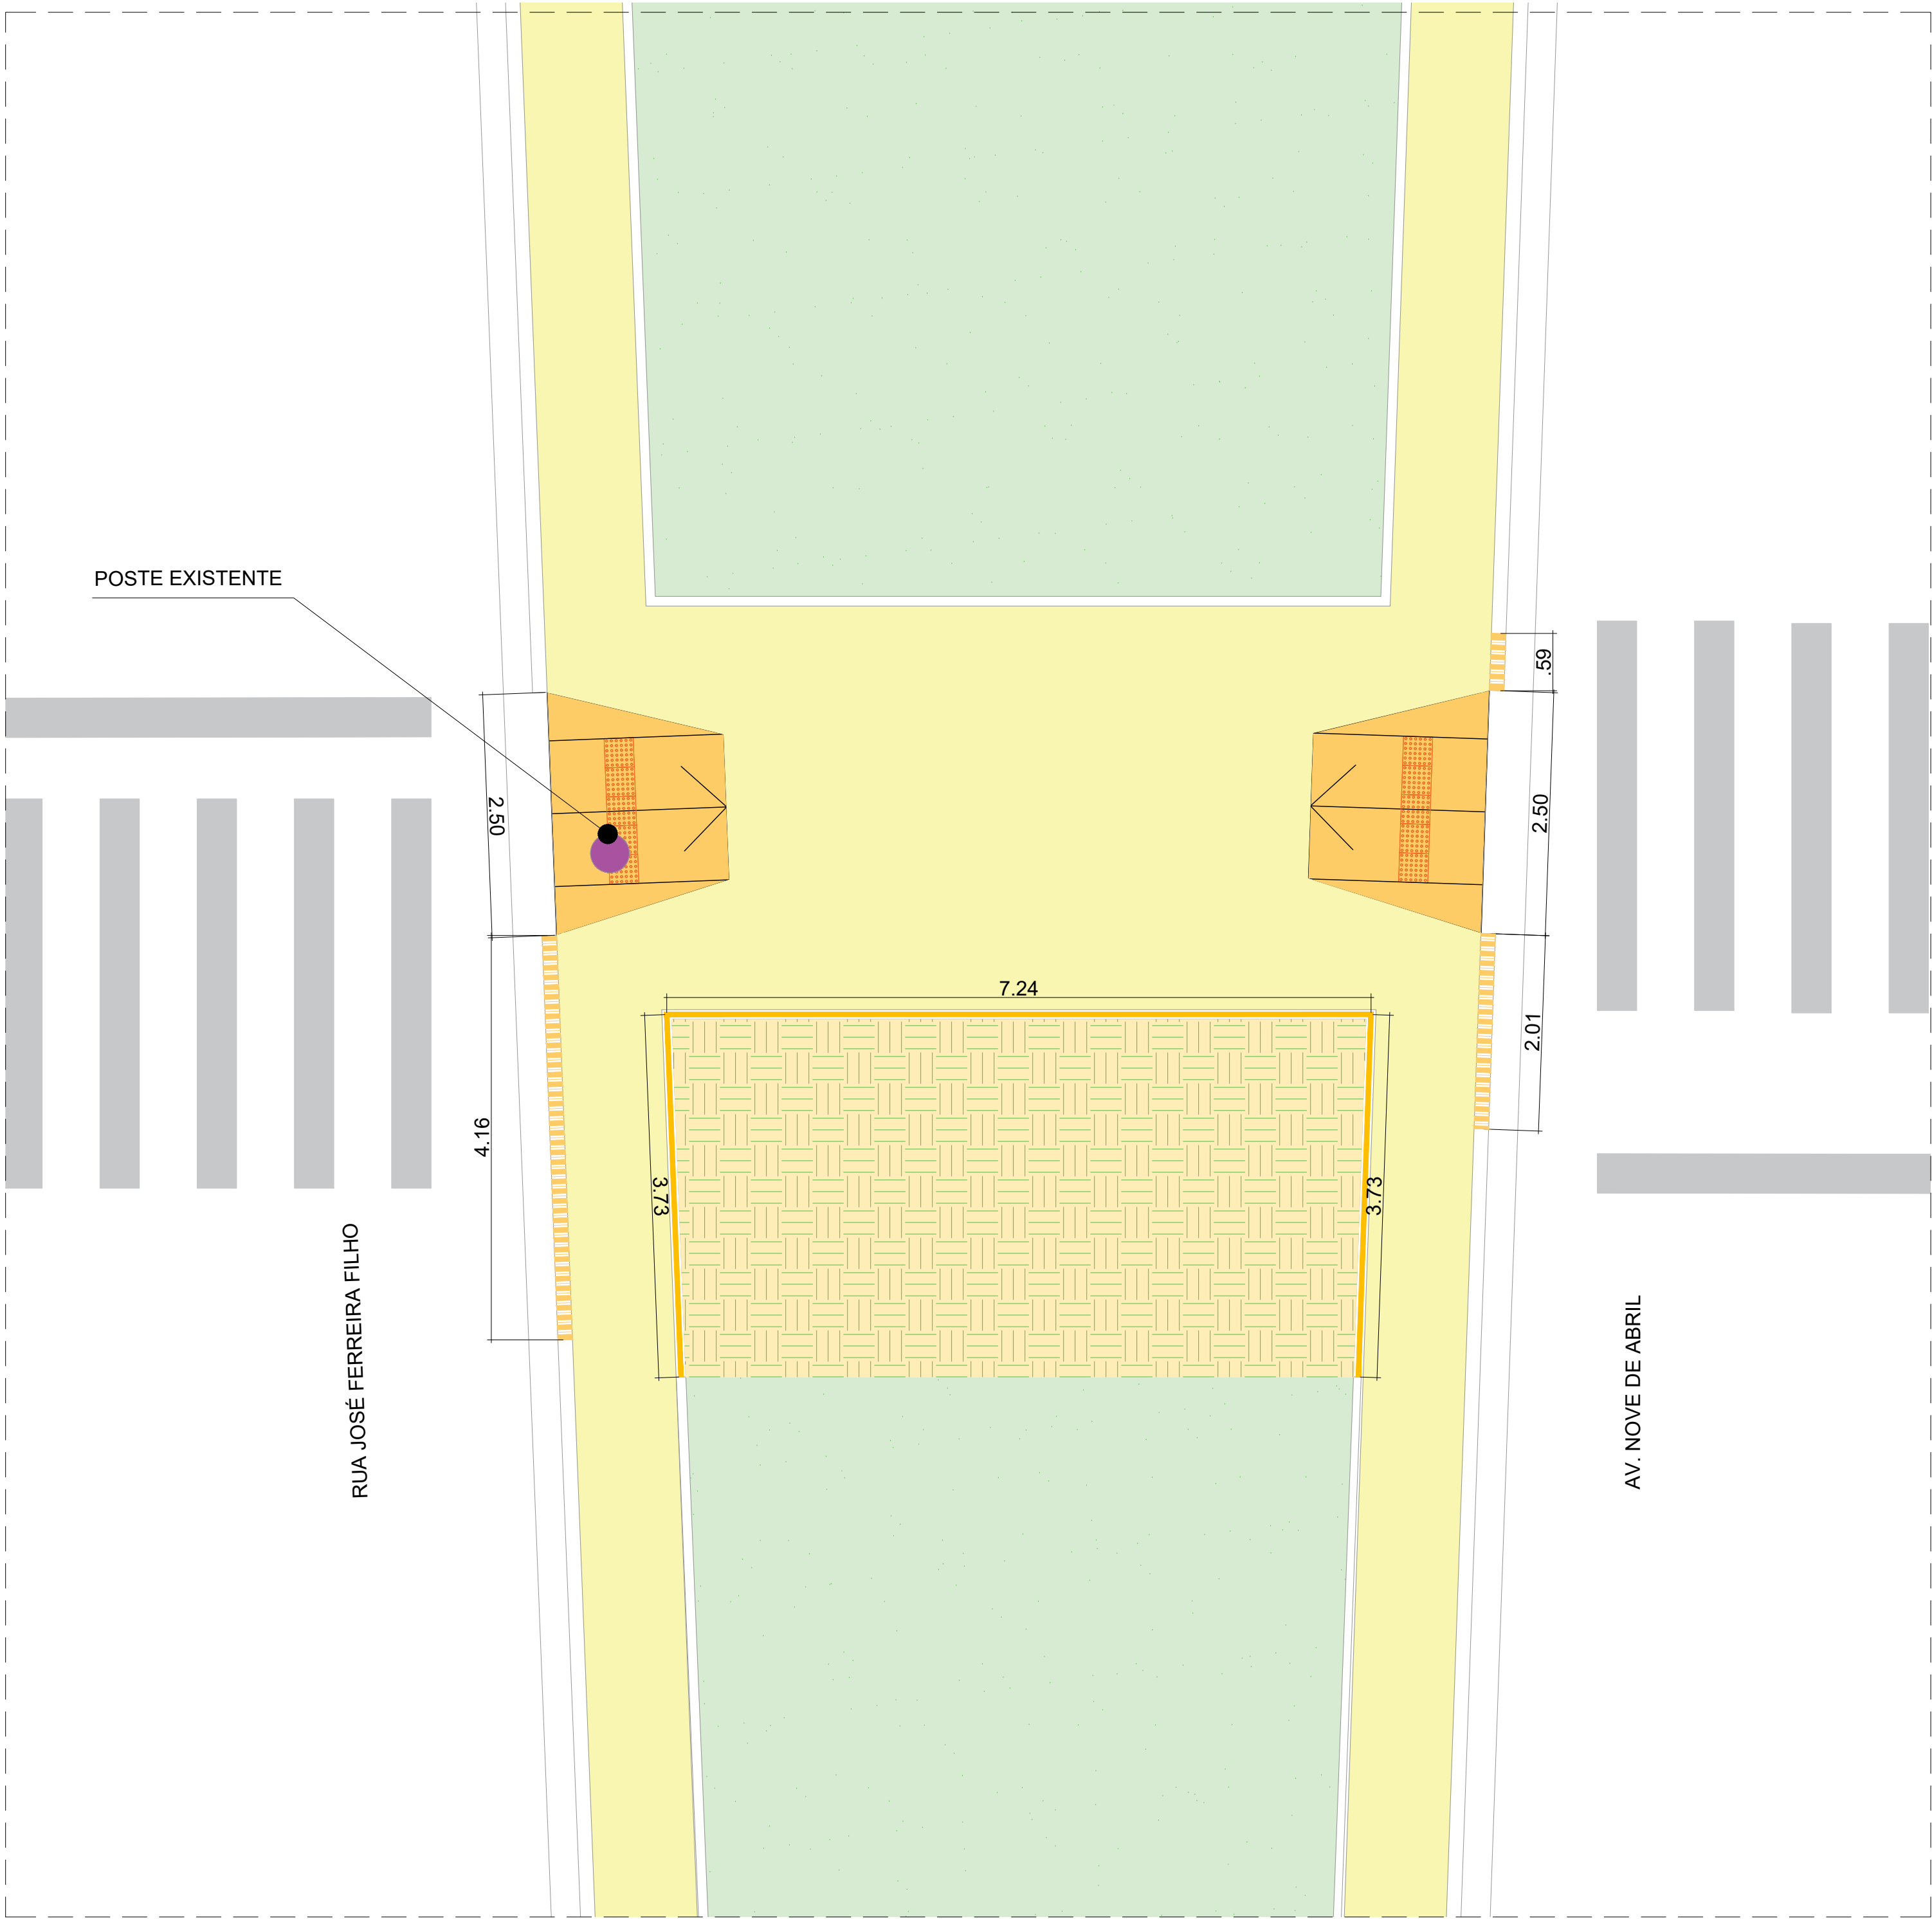 POSTE EXISTENTE
.59
2.50
2.50
7.24
2.01
4.16
3.73
3.73
RUA JOSÉ FERREIRA FILHO
AV. NOVE DE ABRIL